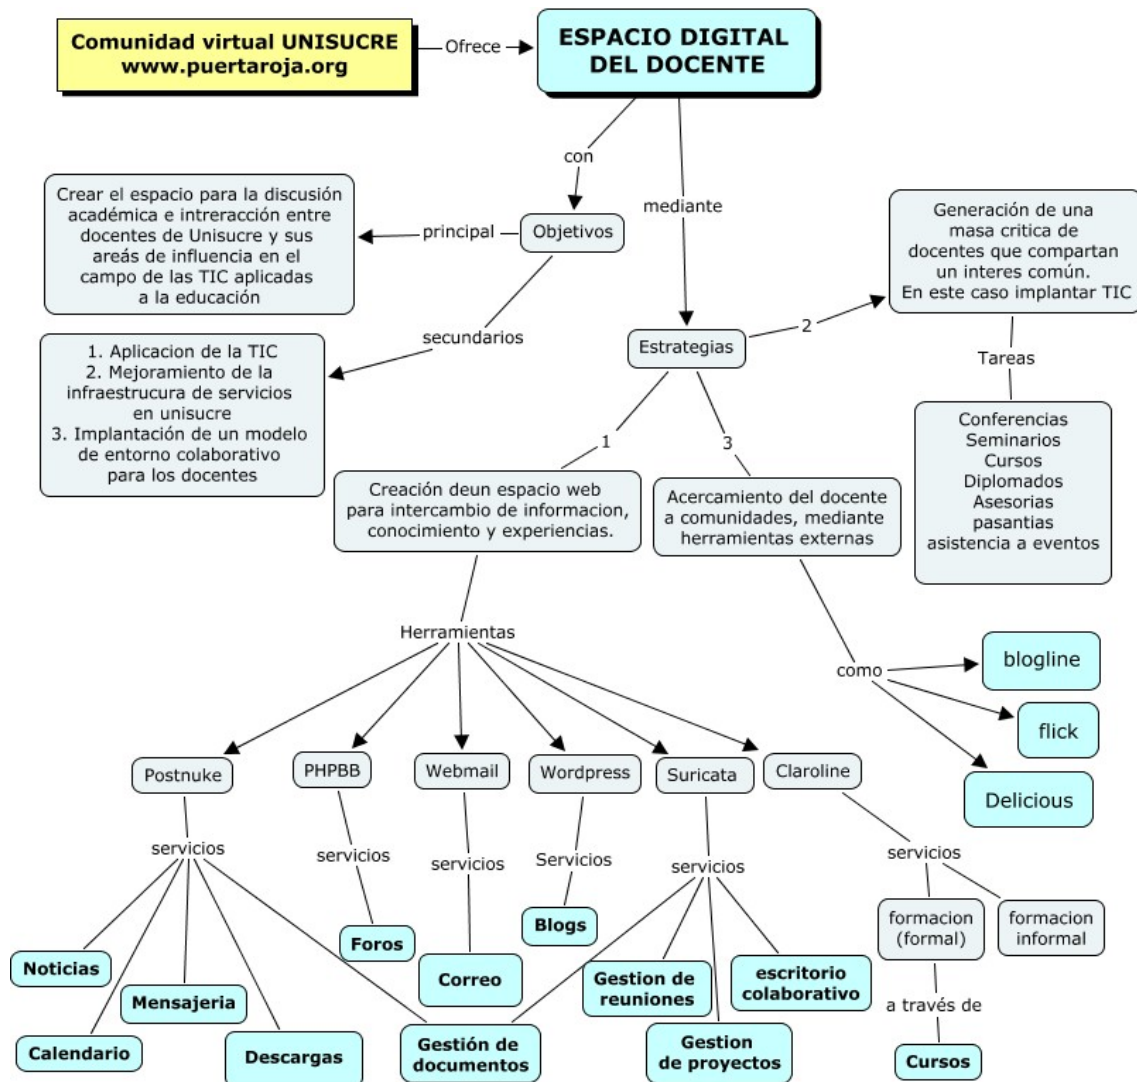 Comunidad virtual UNISUCRE
www.puertaroja.org
Ofrece
ESPACIO DIGITAL
DEL DOCENTE
con
mediante
Crear el espacio para la discusión
académica e intreracción entre
docentes de Unisucre y sus
areás de influencia en el
campo de las TIC aplicadas
a la educación
principal
Objetivos
Generación de una
masa critica de
docentes que compartan
un interes común.
En este caso implantar TIC
secundarios
2
Estrategias
Tareas
1. Aplicacion de la TIC
2. Mejoramiento de la
infraestrucura de servicios
en unisucre
3. Implantación de un modelo
de entorno colaborativo
para los docentes
1
3
Conferencias
Seminarios
Cursos
Diplomados
Asesorias
pasantias
asistencia a eventos
Creación deun espacio web
para intercambio de informacion,
conocimiento y experiencias.
Acercamiento del docente
a comunidades, mediante
herramientas externas
Herramientas
como
blogline
flick
Delicious
Postnuke
PHPBB
Webmail
Wordpress
Suricata
Claroline
servicios
servicios
servicios
Servicios
servicios
servicios
Noticias
Mensajeria
Calendario
Descargas
Foros
Correo
Blogs
Gestión de
documentos
Gestion de
reuniones
Gestion
de proyectos
escritorio
colaborativo
formacion
(formal)
formacion
informal
a través de
Cursos